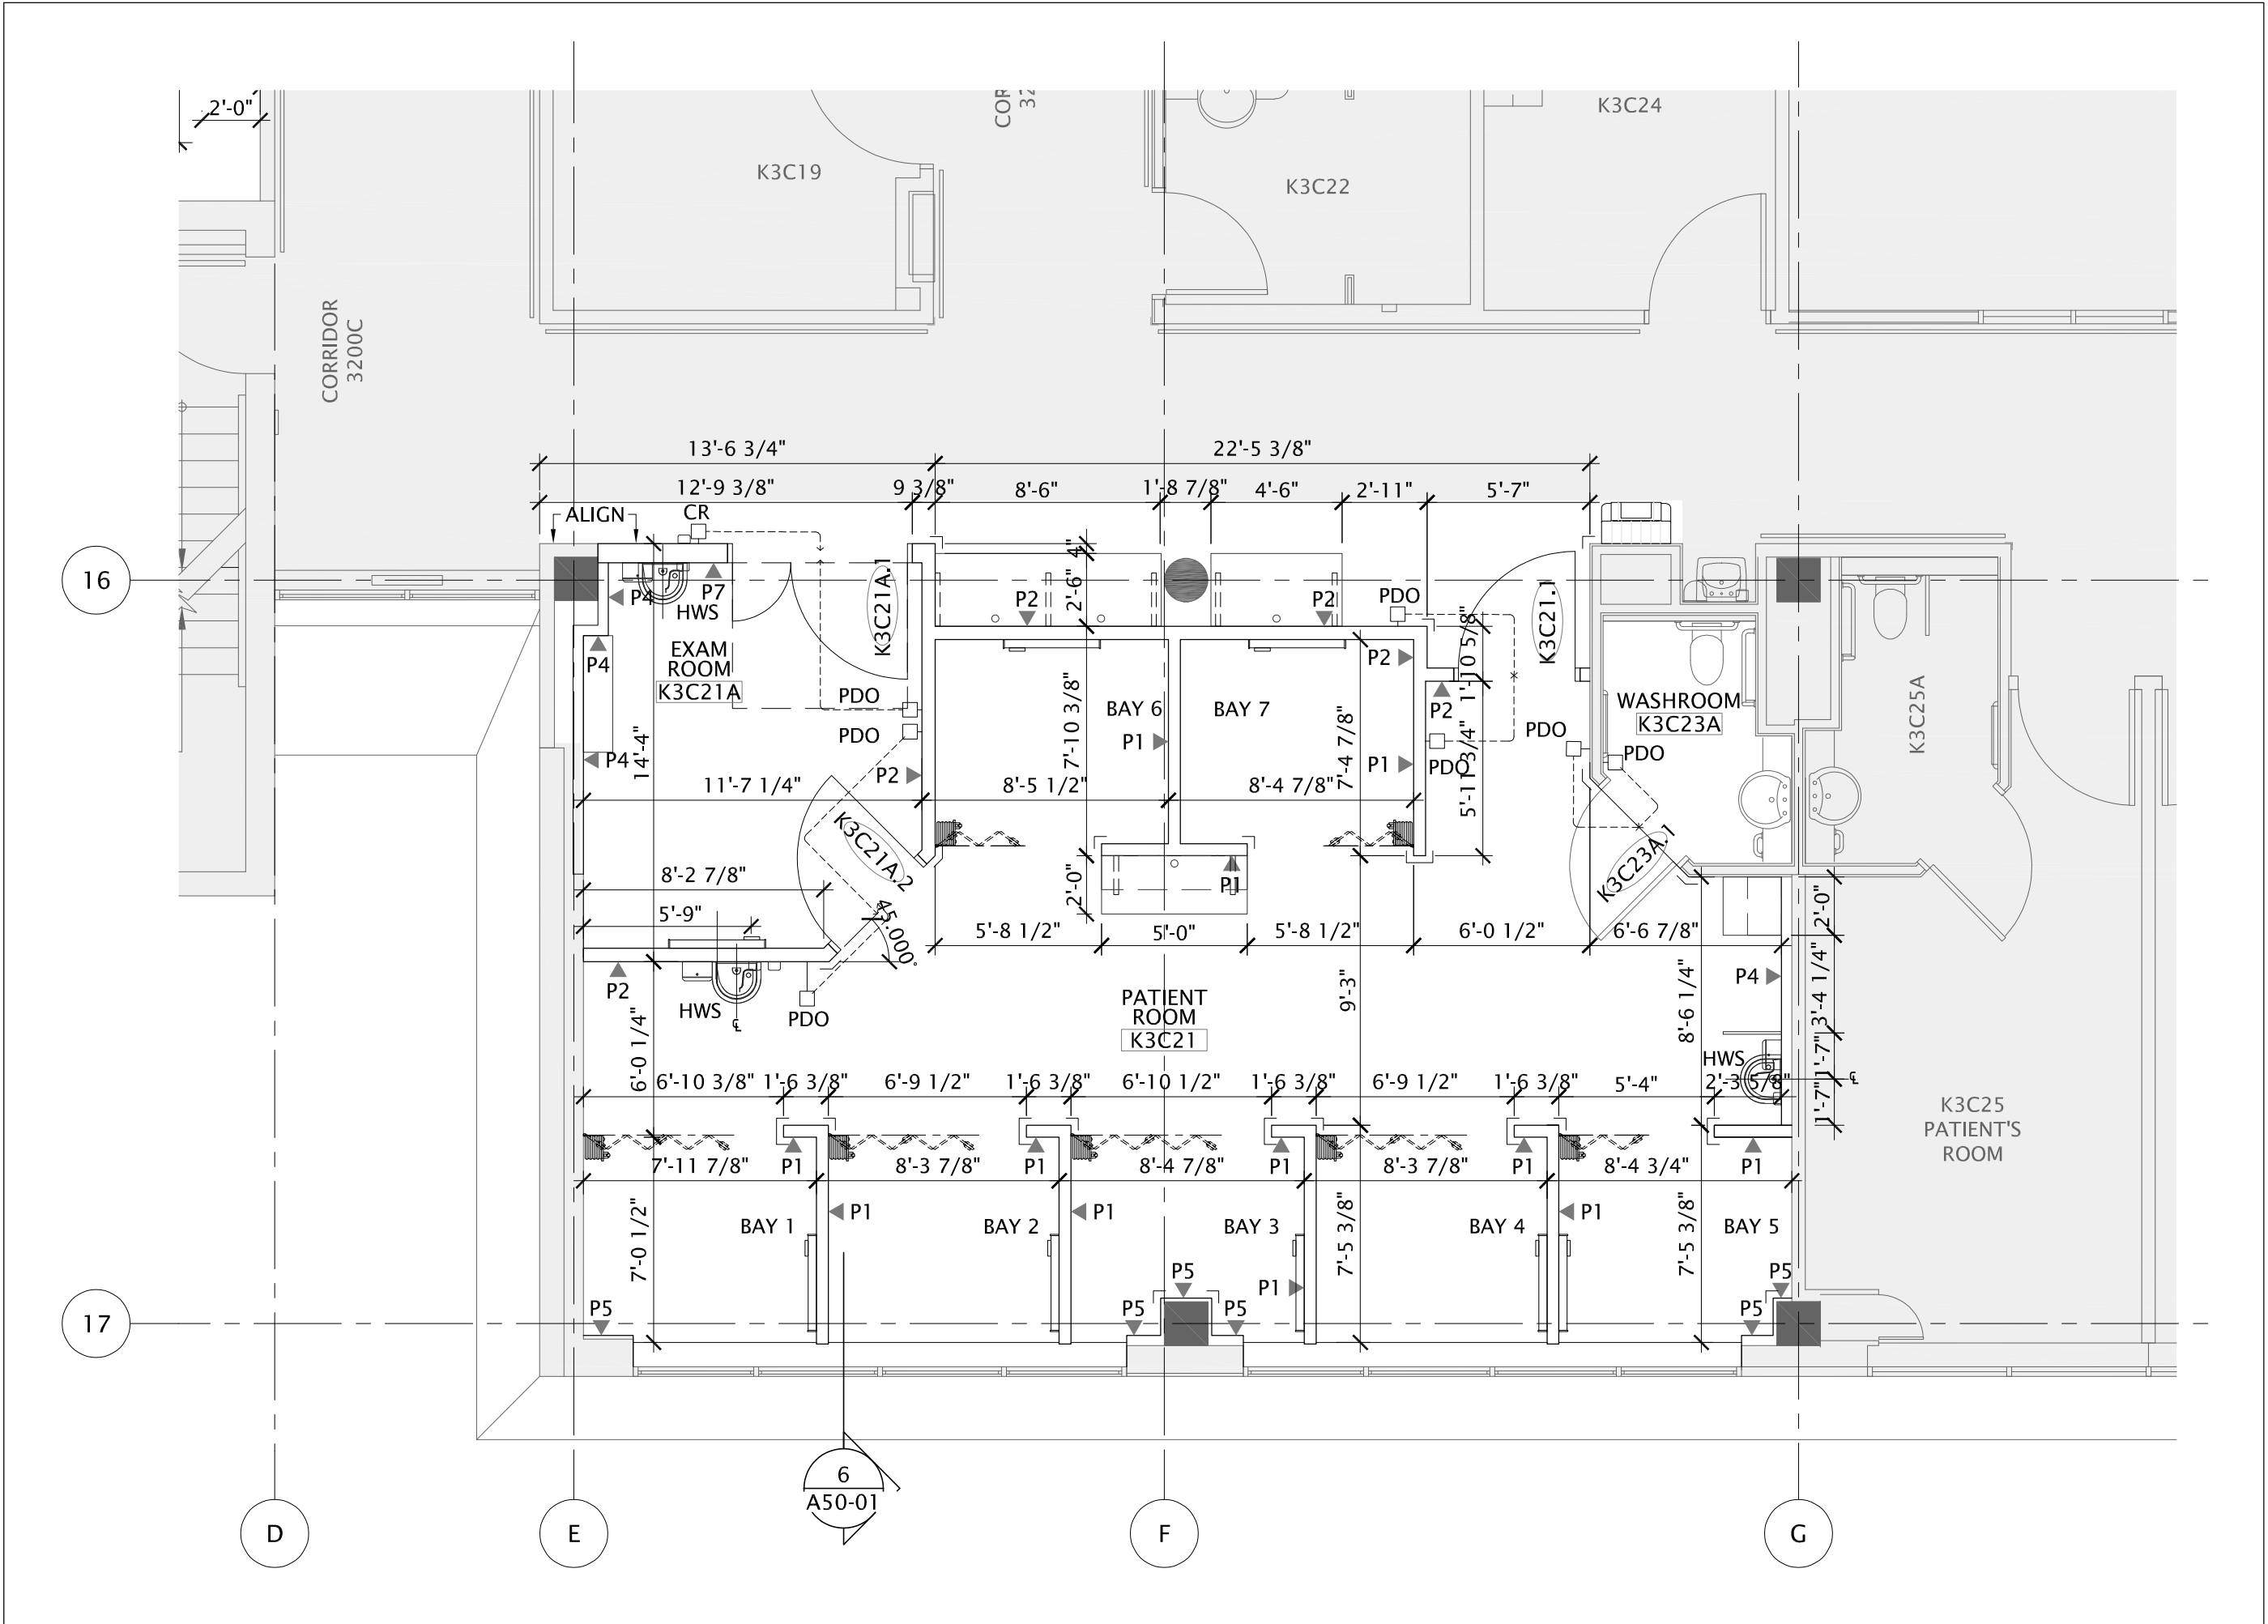 2'-0"
COR
32
K3C19
K3C22
K3C24
CORRIDOR
3200C
13'-6 3/4"
22'-5 3/8"
12'-9 3/8"
9 3/8"
8'-6"
1'-8 7/8"
4'-6"
2'-11"
5'-7"
ALIGN
CR
16
P4
P7
HWS
K3C21A.1
4"
2'-6"
P2
P2
PDO
K3C21.1
1'-10 5/8"
EXAM
ROOM
K3C21A
P4
P2
PDO
PDO
BAY 6
BAY 7
P2
WASHROOM
K3C23A
K3C25A
P4
14'-4"
7'-10 3/8"
P1
7'-4 7/8"
P1
PDO
5'-11 3/4"
PDO
PDO
P2
11'-7 1/4"
8'-5 1/2"
8'-4 7/8"
K3C21A.2
K3C23A.1
8'-2 7/8"
2'-0"
P1
5'-9"
45.000°
5'-8 1/2"
5'-0"
5'-8 1/2"
6'-0 1/2"
6'-6 7/8"
2'-0"
P2
HWS
℄
PDO
PATIENT
ROOM
K3C21
9'-3"
8'-6 1/4"
P4
3'-4 1/4"
6'-0 1/4"
HWS
1'-7"
℄
1'-7"
6'-10 3/8"
1'-6 3/8"
6'-9 1/2"
1'-6 3/8"
6'-10 1/2"
1'-6 3/8"
6'-9 1/2"
1'-6 3/8"
5'-4"
2'-3 5/8"
K3C25
PATIENT'S
ROOM
7'-11 7/8"
P1
8'-3 7/8"
P1
8'-4 7/8"
P1
8'-3 7/8"
P1
8'-4 3/4"
P1
7'-0 1/2"
BAY 1
P1
BAY 2
P1
BAY 3
P1
7'-5 3/8"
BAY 4
P1
7'-5 3/8"
BAY 5
17
P5
P5
P5
P5
P5
P5
6
A50-01
D
E
F
G